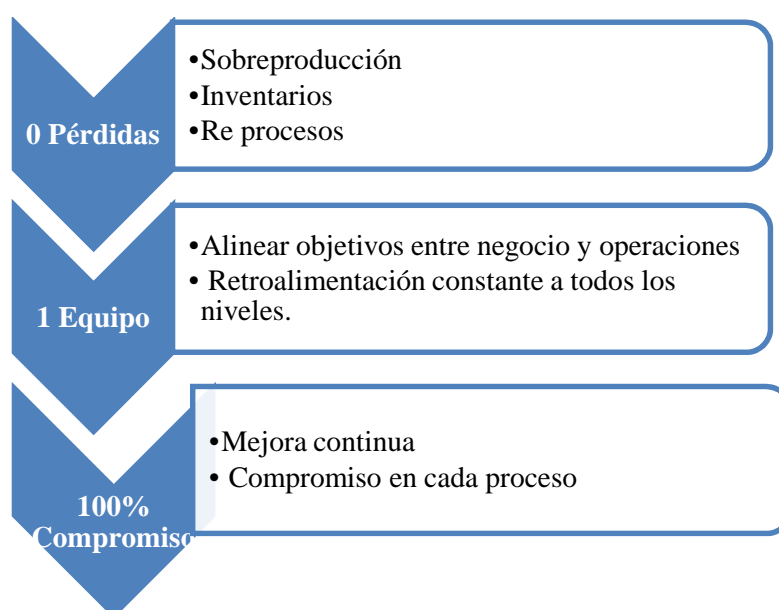 0 Pérdidas
•Sobreproducción
•Inventarios
•Re procesos
1 Equipo
•Alinear objetivos entre negocio y operaciones
• Retroalimentación constante a todos los
niveles.
100%
Compromiso
•Mejora continua
• Compromiso en cada proceso